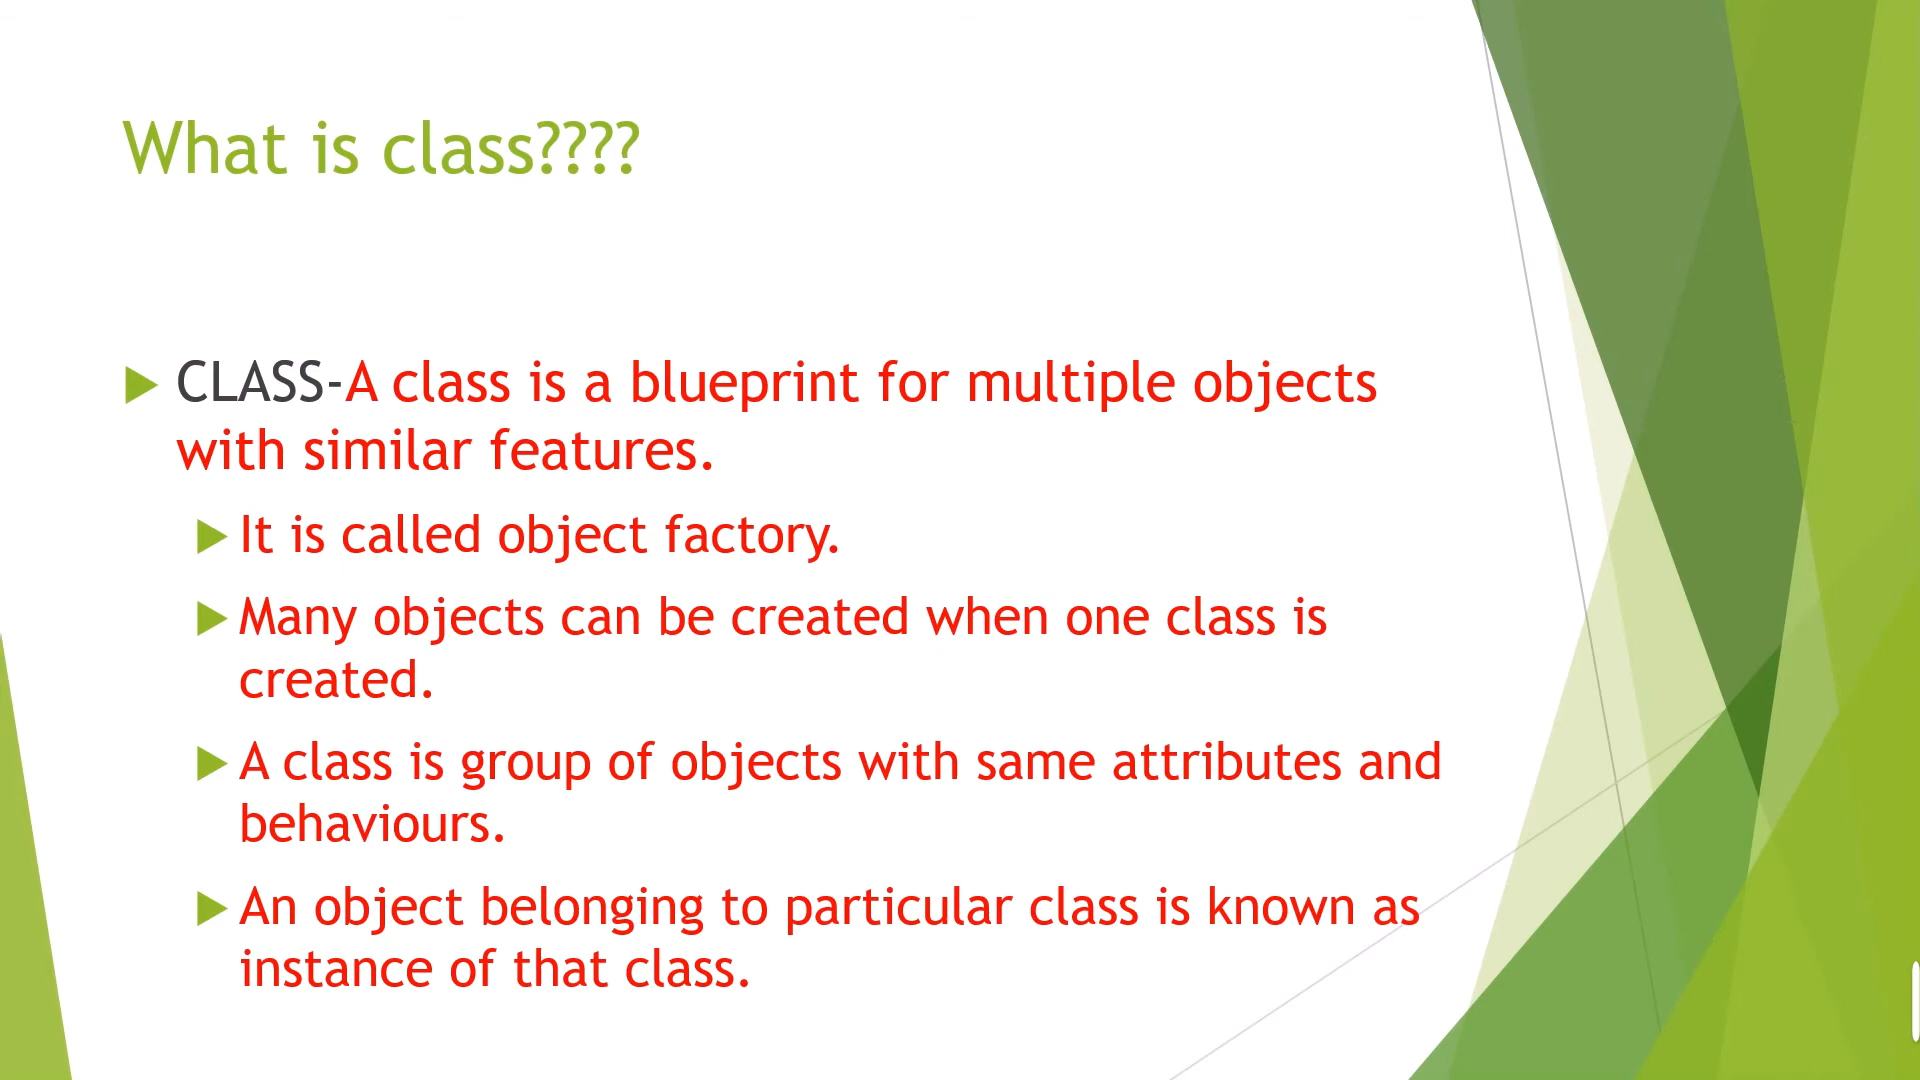 What is class????
CLASS-A class is a blueprint for multiple objects
with similar features.
It is called object factory.
Many objects can be created when one class is
created.
A class is group of objects with same attributes and
behaviours.
An object belonging to particular class is known as
instance of that class.